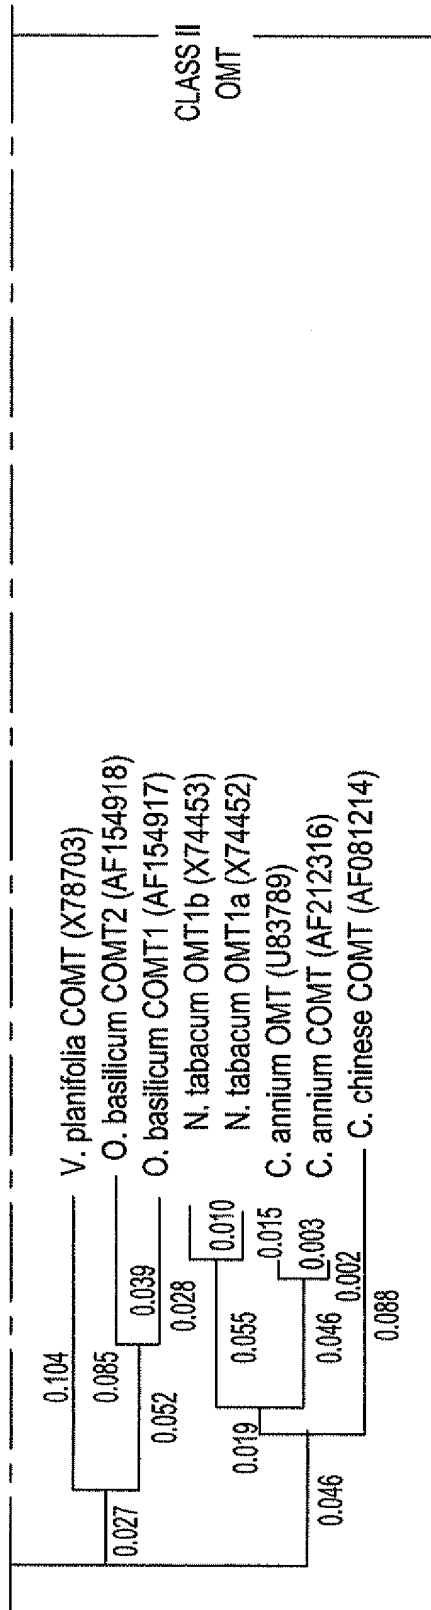 CLASS II
OMT
V. planifolia COMT (X78703)
O. basilicum COMT2 (AF154918)
O. basilicum COMT1 (AF154917)
N. tabacum OMT1b (X74453)
N. tabacum OMT1a (X74452)
C. annium OMT (U83789)
C. annium COMT (AF212316)
C. chinese COMT (AF081214)
0.104
0.085
0.039
0.028
0.052
0.027
0.010
0.055
0.015
0.003
0.002
0.046
0.019
0.088
0.046